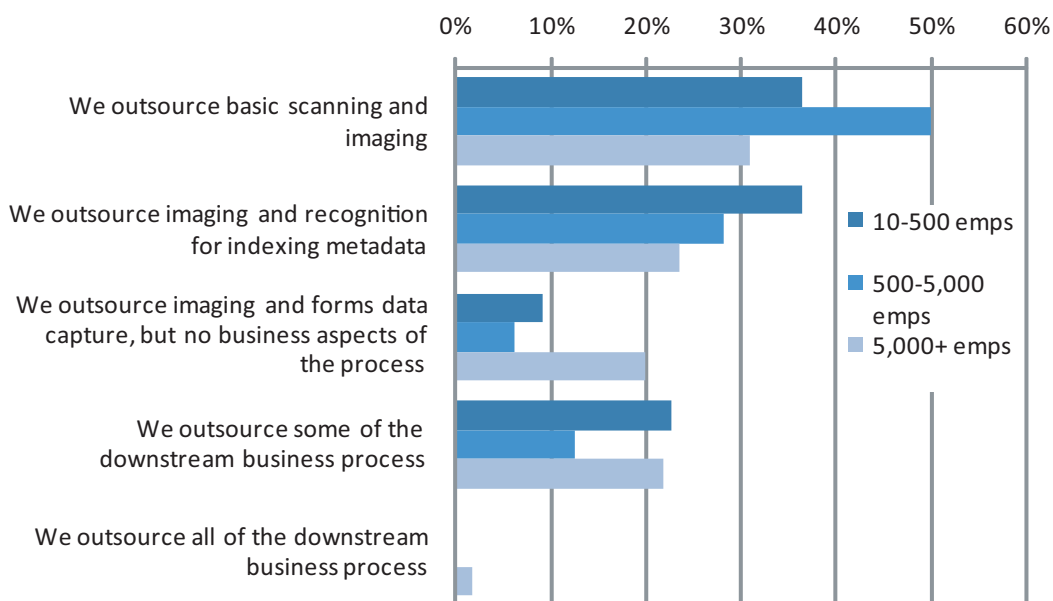 0% 10% 20% 30% 40% 50% 60%
We outsource basic scanning and
imaging
We outsource imaging and recognition
for indexing metadata
We outsource imaging and forms data
capture, but no business aspects of
the process
We outsource some of the
downstream business process
We outsource all of the downstream
business process
10-500 emps
500-5,000
emps
5,000+ emps